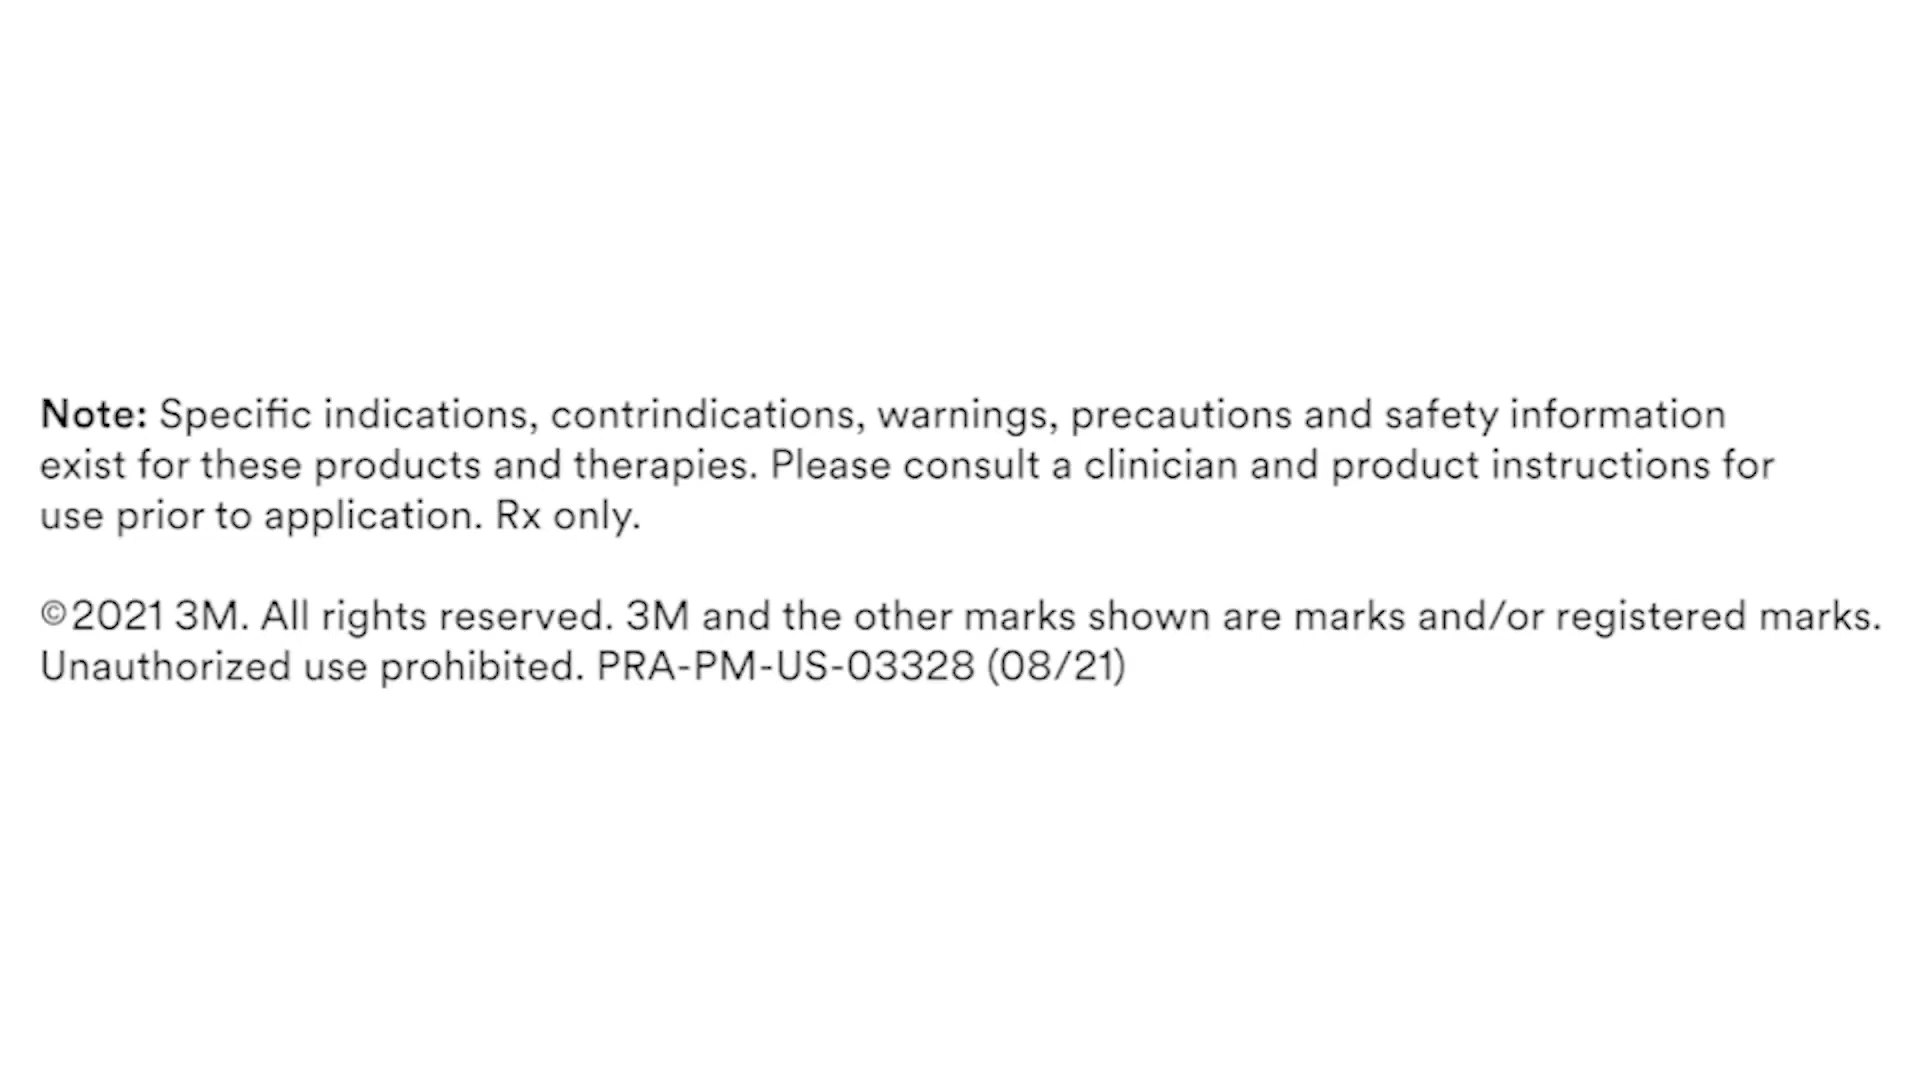 Note: Specific indications, contrindications, warnings, precautions and safety information
exist for these products and therapies. Please consult a clinician and product instructions for
use prior to application. Rx only.
©2021 3M. All rights reserved. 3M and the other marks shown are marks and/or registered marks.
Unauthorized use prohibited. PRA-PM-US-03328 (08/21)